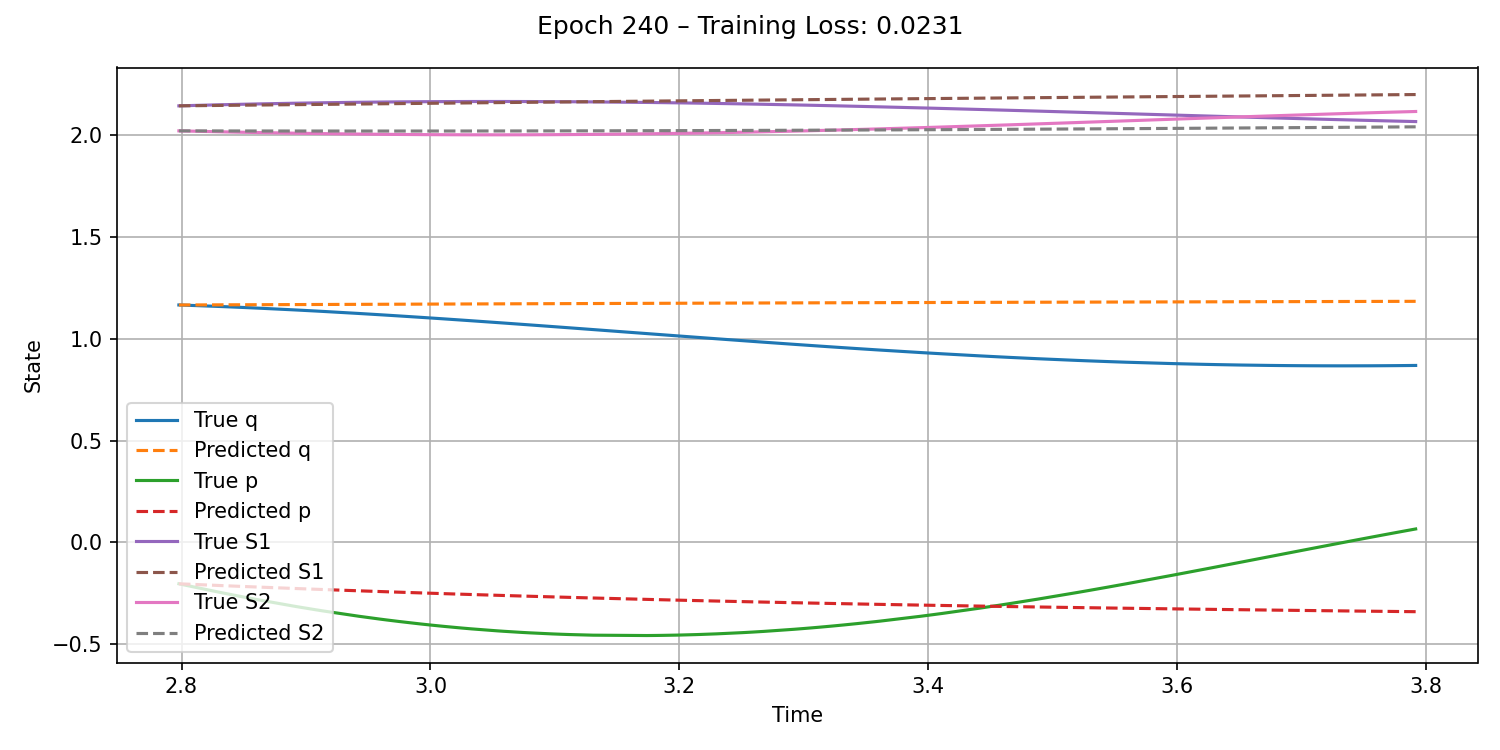 Epoch 240 – Training Loss: 0.0231
2.0
1.5
1.0
0.5
0.0
−0.5
State
True q
Predicted q
True p
Predicted p
True S1
Predicted S1
True S2
Predicted S2
2.8 3.0 3.2 3.4 3.6 3.8
Time